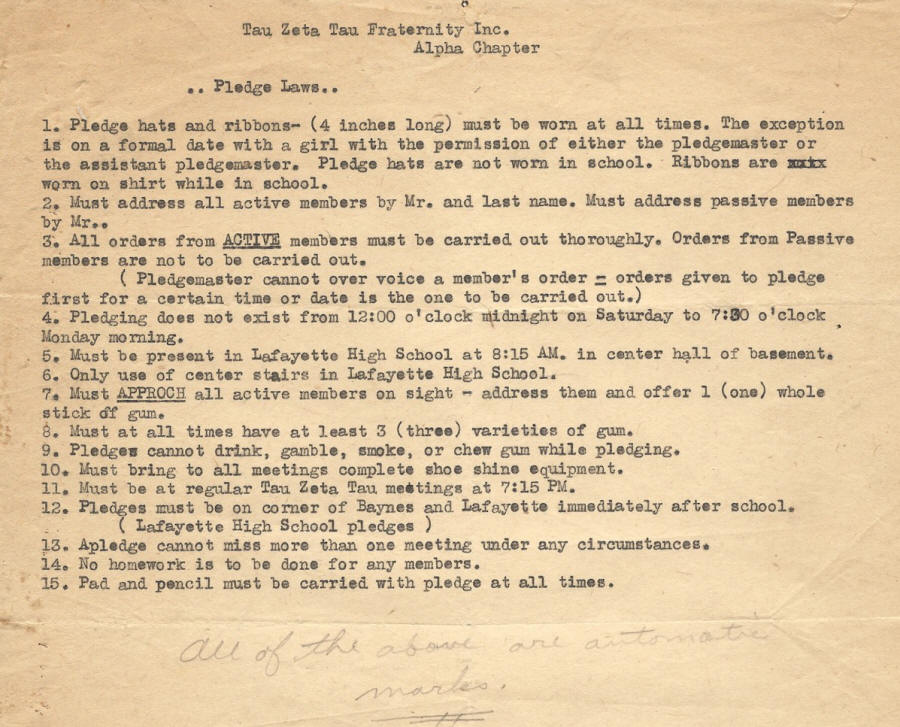 Tau Zeta Tau Fraternity Inc.
Alpha Chapter
.. Pledge Laws..
1. Pledge hats and ribbons- (4 inches long) must be worn at all times. The exception
is on a formal date with a girl with the permission of either the pledgemaster or
the assistant pledgemaster. Pledge hats are not worn in school. Ribbons are xxxx
worn on shirt while in school.
2. Must address all active members by Mr. and last name. Must address passive members
by Mr..
3. All orders from ACTIVE members must be carried out thoroughly. Orders from Passive
members are not to be carried out.
( Pledgemaster cannot over voice a member's order - orders given to pledge
first for a certain time or date is the one to be carried out.)
4. Pledging does not exist from 12:00 o'clock midnight on Saturday to 7:30 o'clock
Monday morning.
5. Must be present in Lafayette High School at 8:15 AM. in center hall of basement.
6. Only use of center stairs in Lafayette High School.
7. Must APPROCH all active members on sight - address them and offer 1 (one) whole
stick of gum.
8. Must at all times have at least 3 (three) varieties of gum.
9. Pledges cannot drink, gamble, smoke, or chew gum while pledging.
10. Must bring to all meetings complete shoe shine equipment.
11. Must be at regular Tau Zeta Tau meetings at 7:15 PM.
12. Pledges must be on corner of Baynes and Lafayette immediately after school.
( Lafayette High School pledges )
13. Apledge cannot miss more than one meeting under any circumstances.
14. No homework is to be done for any members.
15. Pad and pencil must be carried with pledge at all times.
All of the above are automatic
marks.